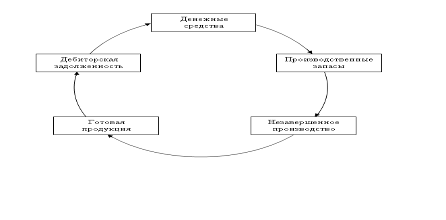 Денежные
средства
Дебиторская
задолженность
Производственные
запасы
Готовая
продукция
Незавершенное
производство